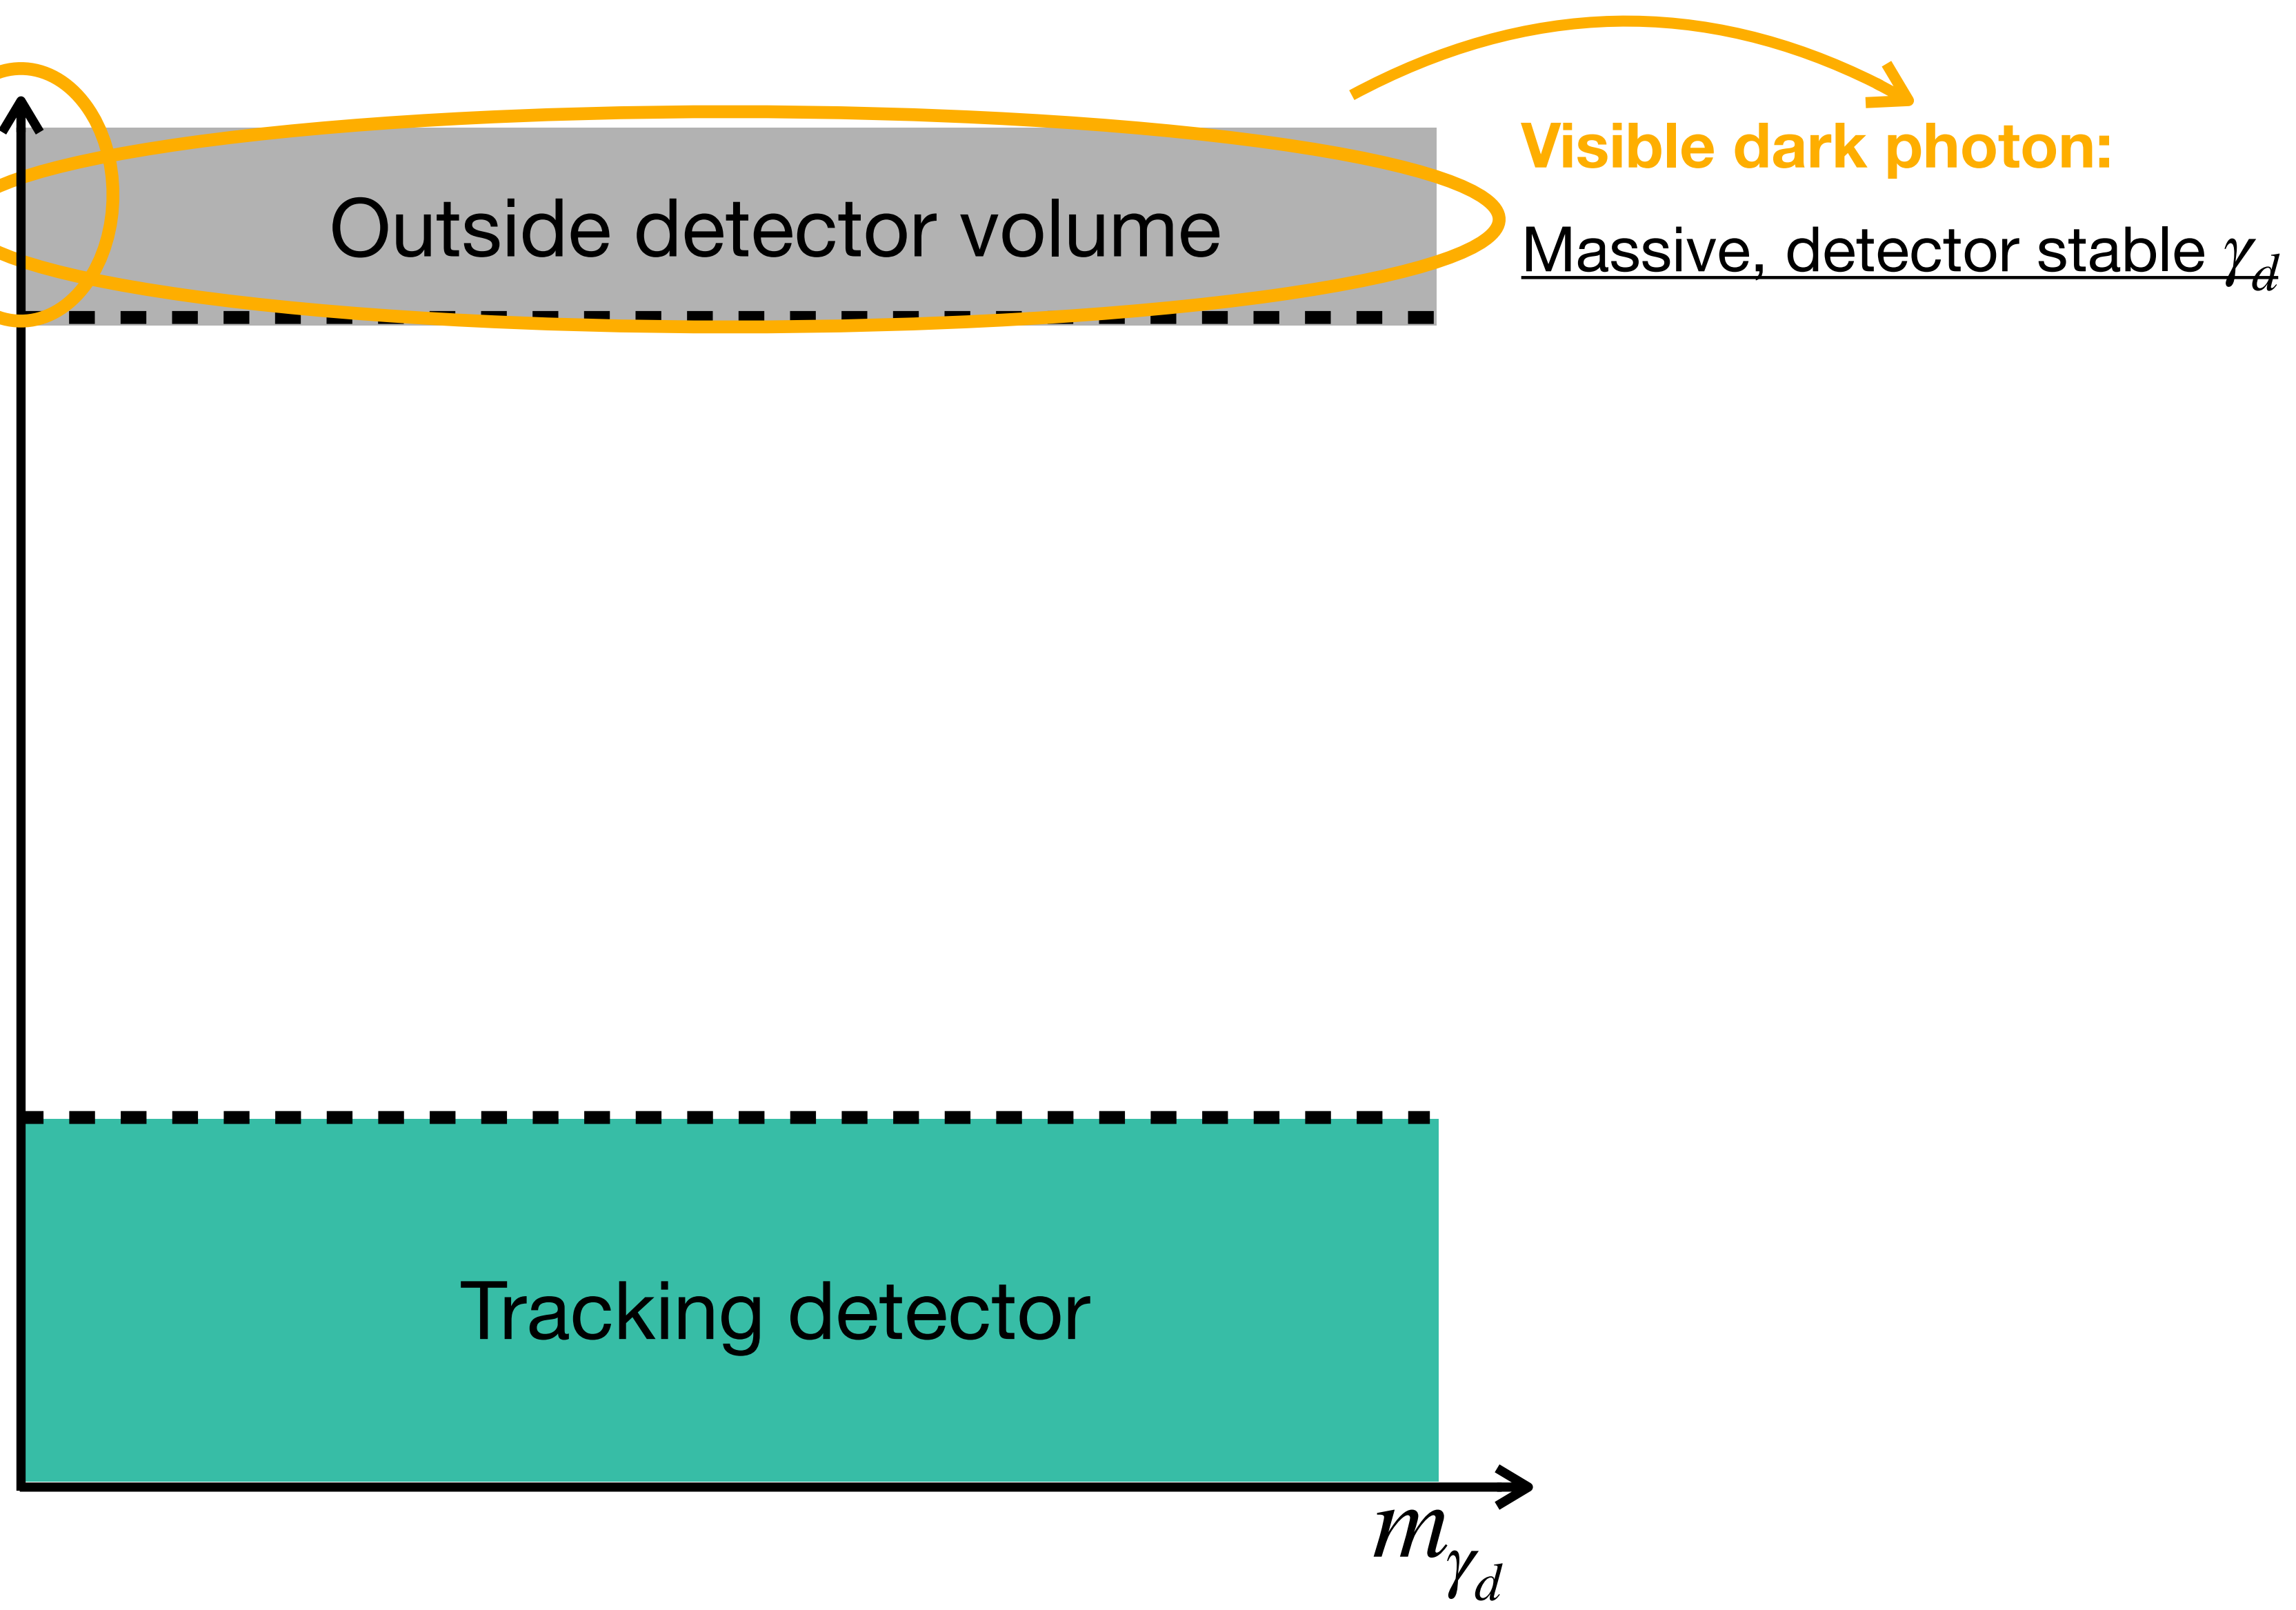 Visible dark photon:
Outside detector volume
Massive, detector stable γd
Tracking detector
mγd